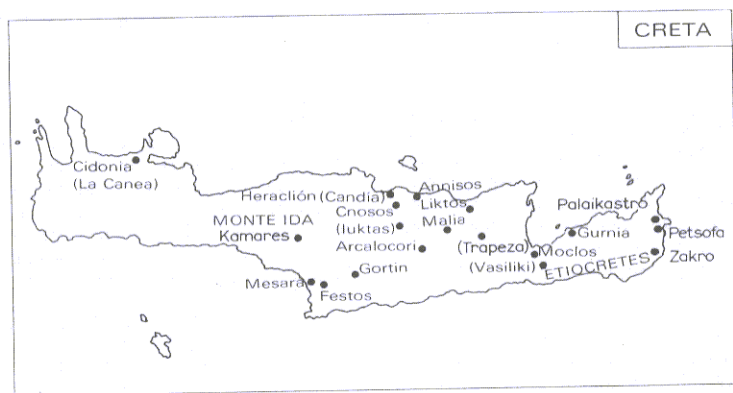 CRETA
Cidonia
(La Canea)
Heraclión (Candía)
Annisos
Cnosos
Liktos
MONTE IDA
(Iuktas)
Malia
Kamares
Arcalocori
(Trapeza)
Moclos
(Vasiliki)
Gurnia
Palaikastro
Petsofa
ETIOCRETES
Zakro
Gortin
Mesara
Festos